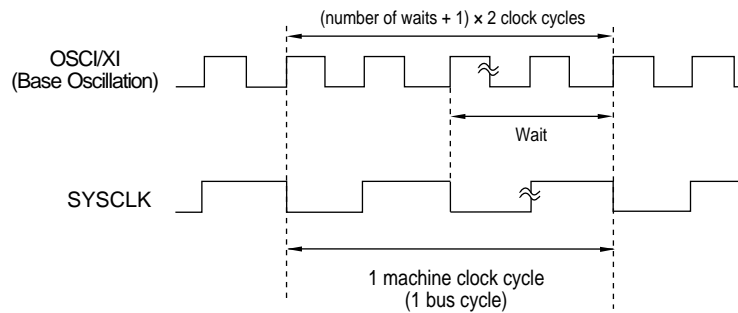 (number of waits + 1) × 2 clock cycles
OSCI/XI
(Base Oscillation)
Wait
SYSCLK
1 machine clock cycle
(1 bus cycle)